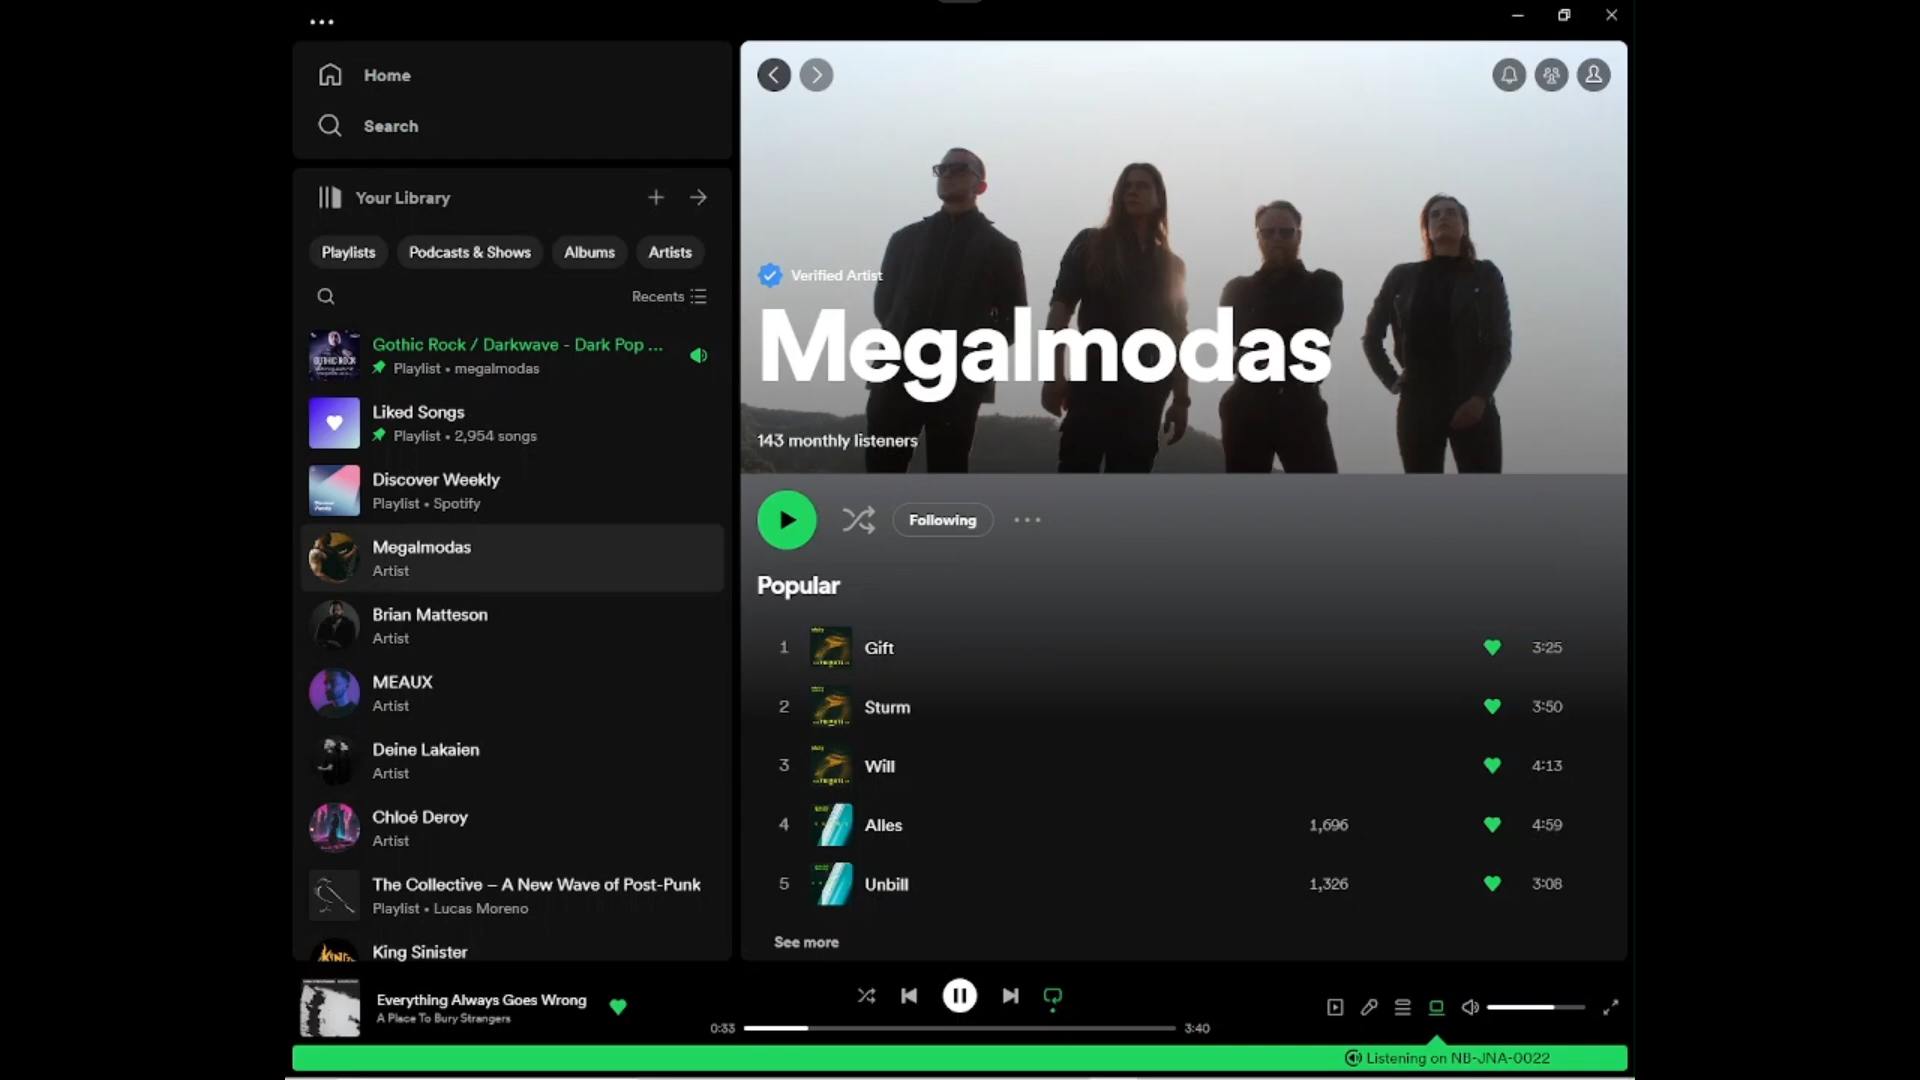 Home
Search
Your Library
Playlists
Podcasts & Shows
Albums
Artists
Recents
Gothic Rock / Darkwave - Dark Pop ...
Playlist • megalmodas
Liked Songs
Playlist • 2,954 songs
Discover Weekly
Playlist • Spotify
Megalmodas
Artist
Brian Matteson
Artist
MEAUX
Artist
Deine Lakaien
Artist
Chloé Deroy
Artist
The Collective – A New Wave of Post-Punk
Playlist • Lucas Moreno
King Sinister
Verified Artist
Megalmodas
143 monthly listeners
Following
Popular
1 Gift 3:25
2 Sturm 3:50
3 Will 4:13
4 Alles 1,696 4:59
5 Unbill 1,326 3:08
See more
Everything Always Goes Wrong
A Place To Bury Strangers
0:33
3:40
Listening on NB-JNA-0022